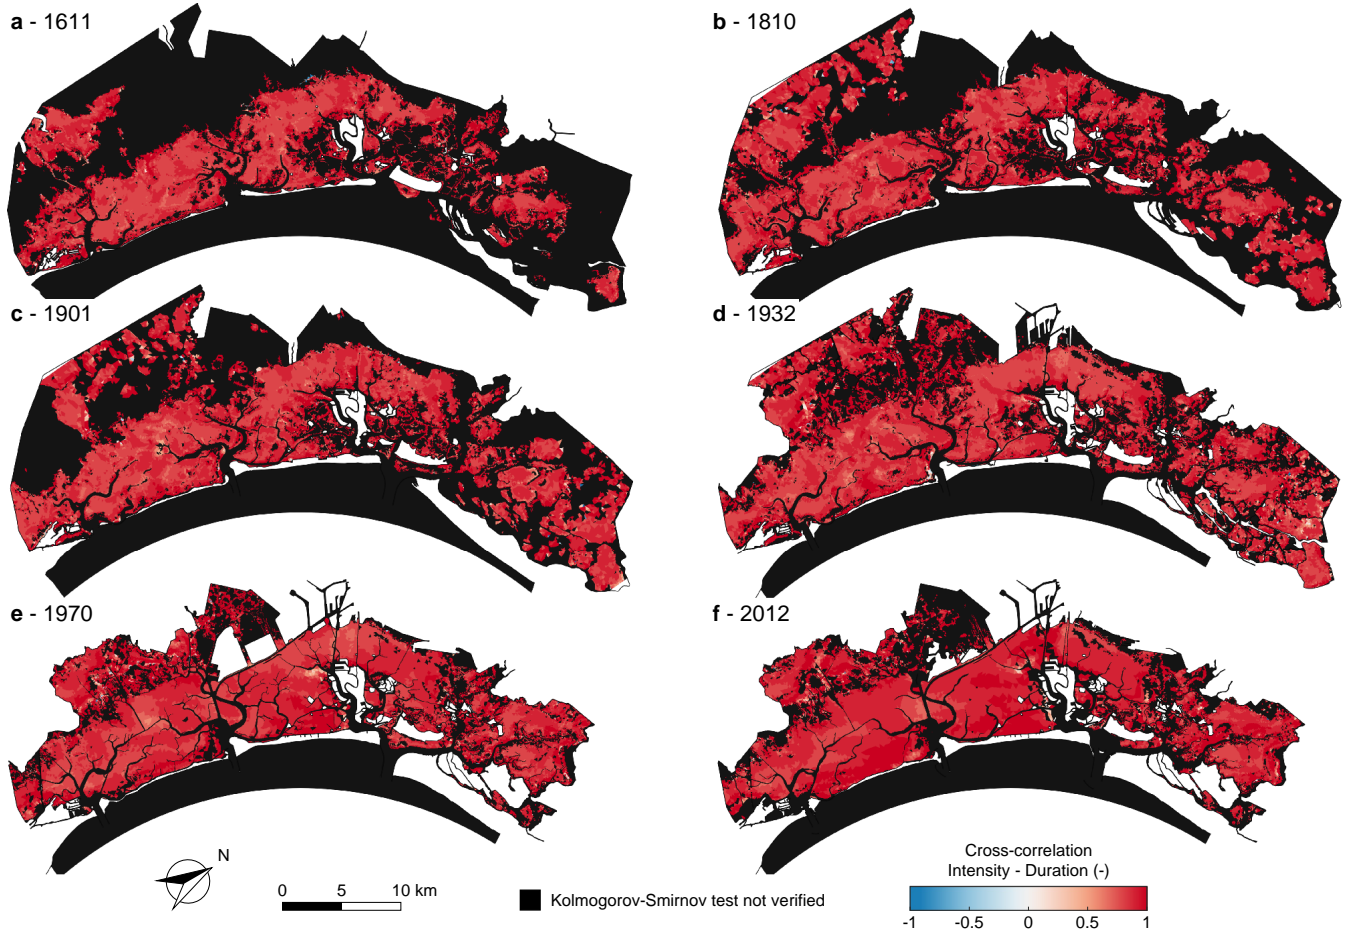 a - 1611
b - 1810
c - 1901
d - 1932
e - 1970
f - 2012
N
0 5 10 km
Kolmogorov-Smirnov test not verified
Cross-correlation
Intensity - Duration (-)
-1 -0.5 0 0.5 1